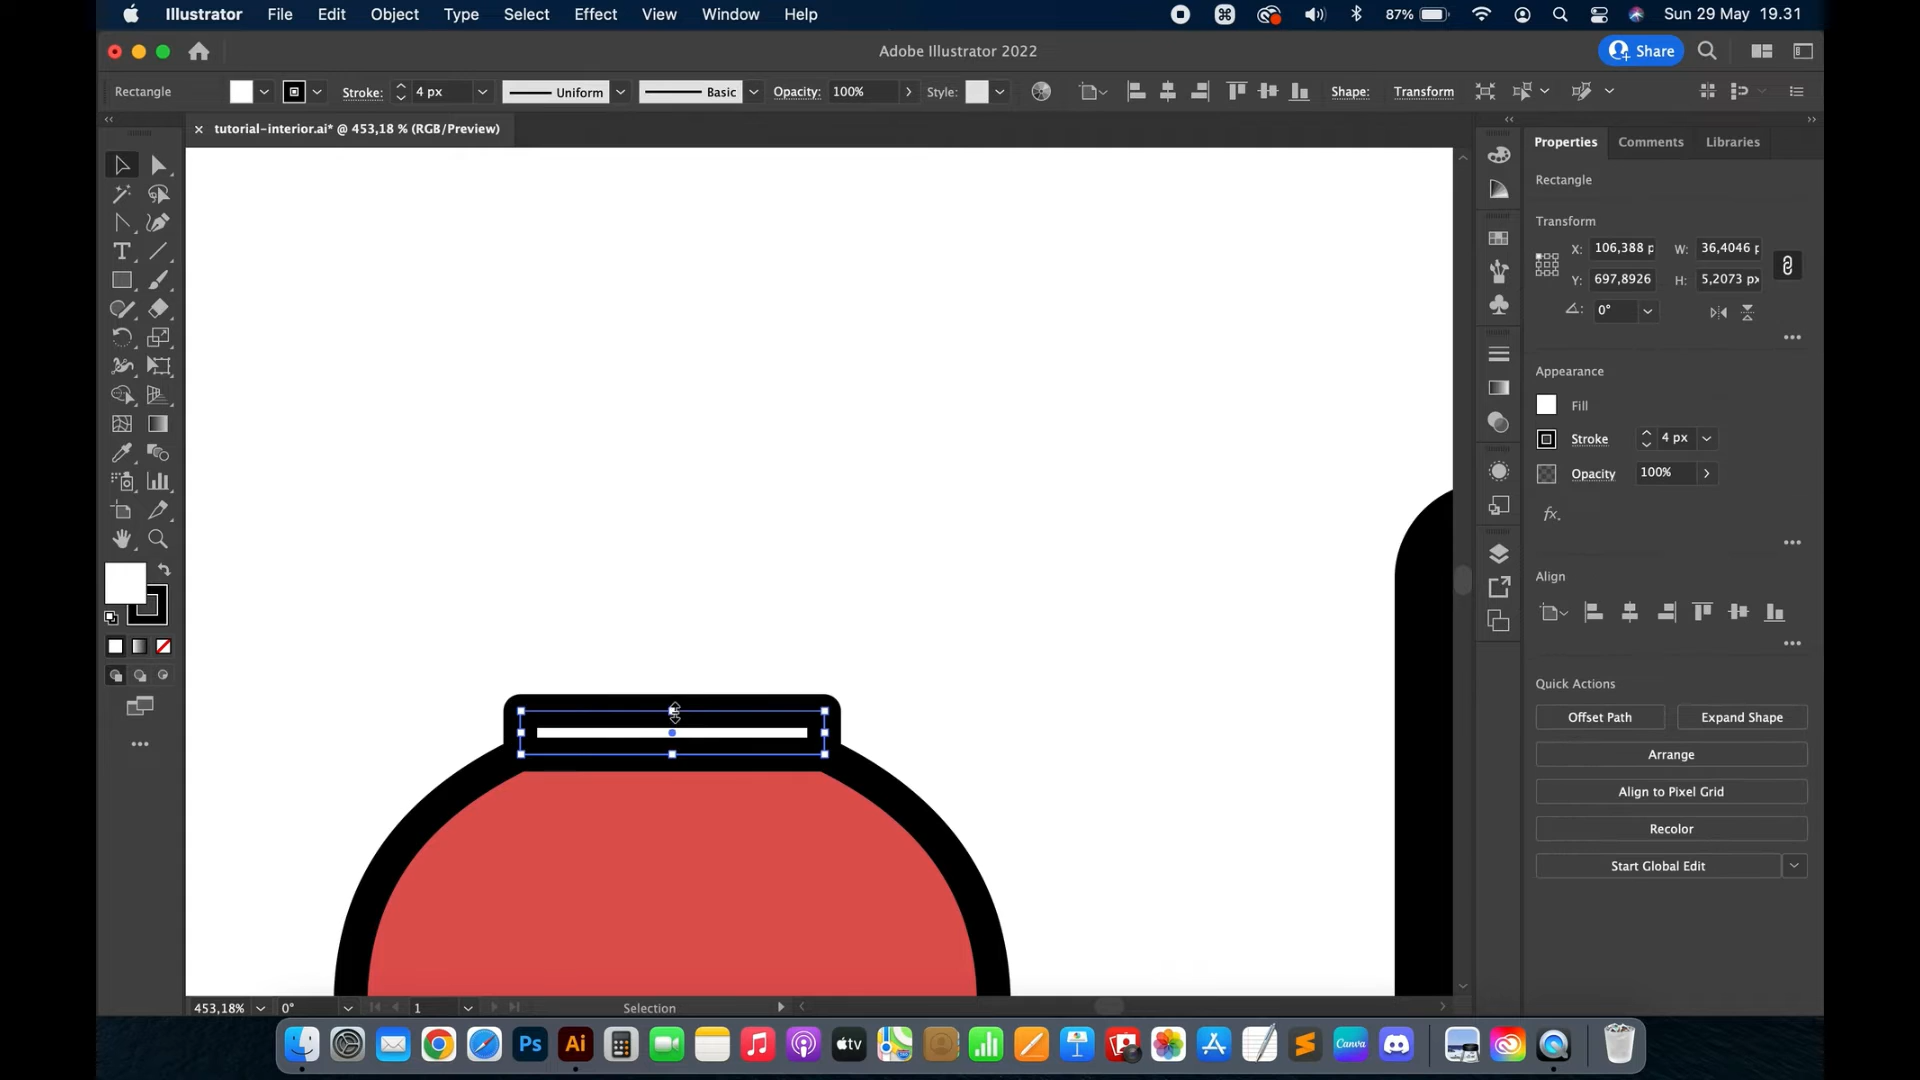 Illustrator File Edit Object Type Select Effect View Window Help 87% Sun 29 May 19.31
Adobe Illustrator 2022
Share
Rectangle Stroke: 4 px Uniform Basic Opacity: 100% Style: Shape: Transform
tutorial-interior.ai* @ 453,18 % (RGB/Preview)
Properties Comments Libraries
Rectangle
Transform
X: 106,388 p W: 36,4046 p
Y: 697,8926 H: 5,2073 px
0°
Appearance
Fill
Stroke 4 px
Opacity 100%
fx.
Align
Quick Actions
Offset Path Expand Shape
Arrange
Align to Pixel Grid
Recolor
Start Global Edit
453,18% 0° 1 Selection
Ps Ai tv Canva